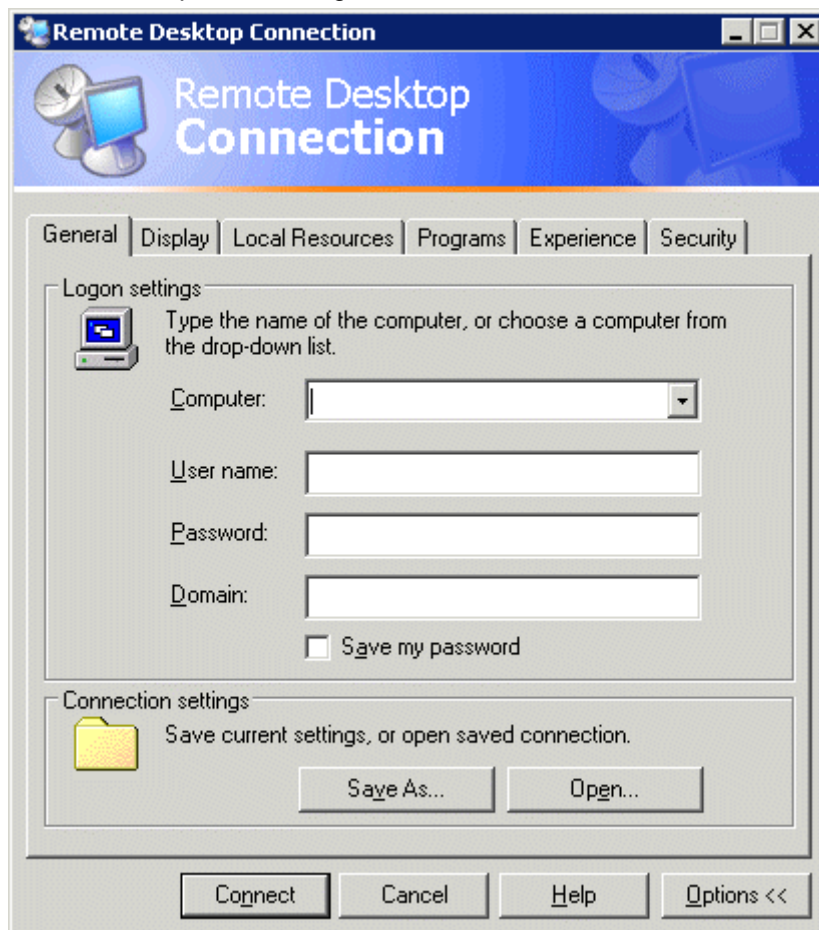 Remote Desktop Connection
Remote Desktop
Connection
General Display Local Resources Programs Experience Security
Logon settings
Type the name of the computer, or choose a computer from
the drop-down list.
Computer:
User name:
Password:
Domain:
Save my password
Connection settings
Save current settings, or open saved connection.
Save As... Open...
Connect Cancel Help Options <<